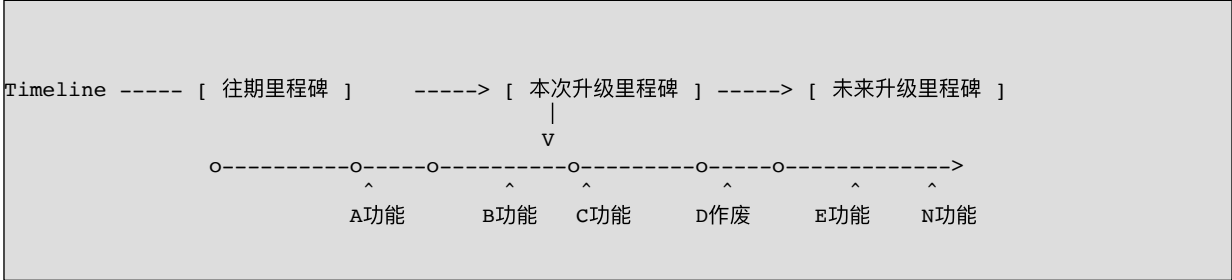 Timeline ----- [ 往期里程碑 ] -----> [ 本次升级里程碑 ] -----> [ 未来升级里程碑 ]
|
V
o----------o-----o----------o---------o-----o------------->
^ ^ ^ ^ ^ ^
A功能 B功能 C功能 D作废 E功能 N功能